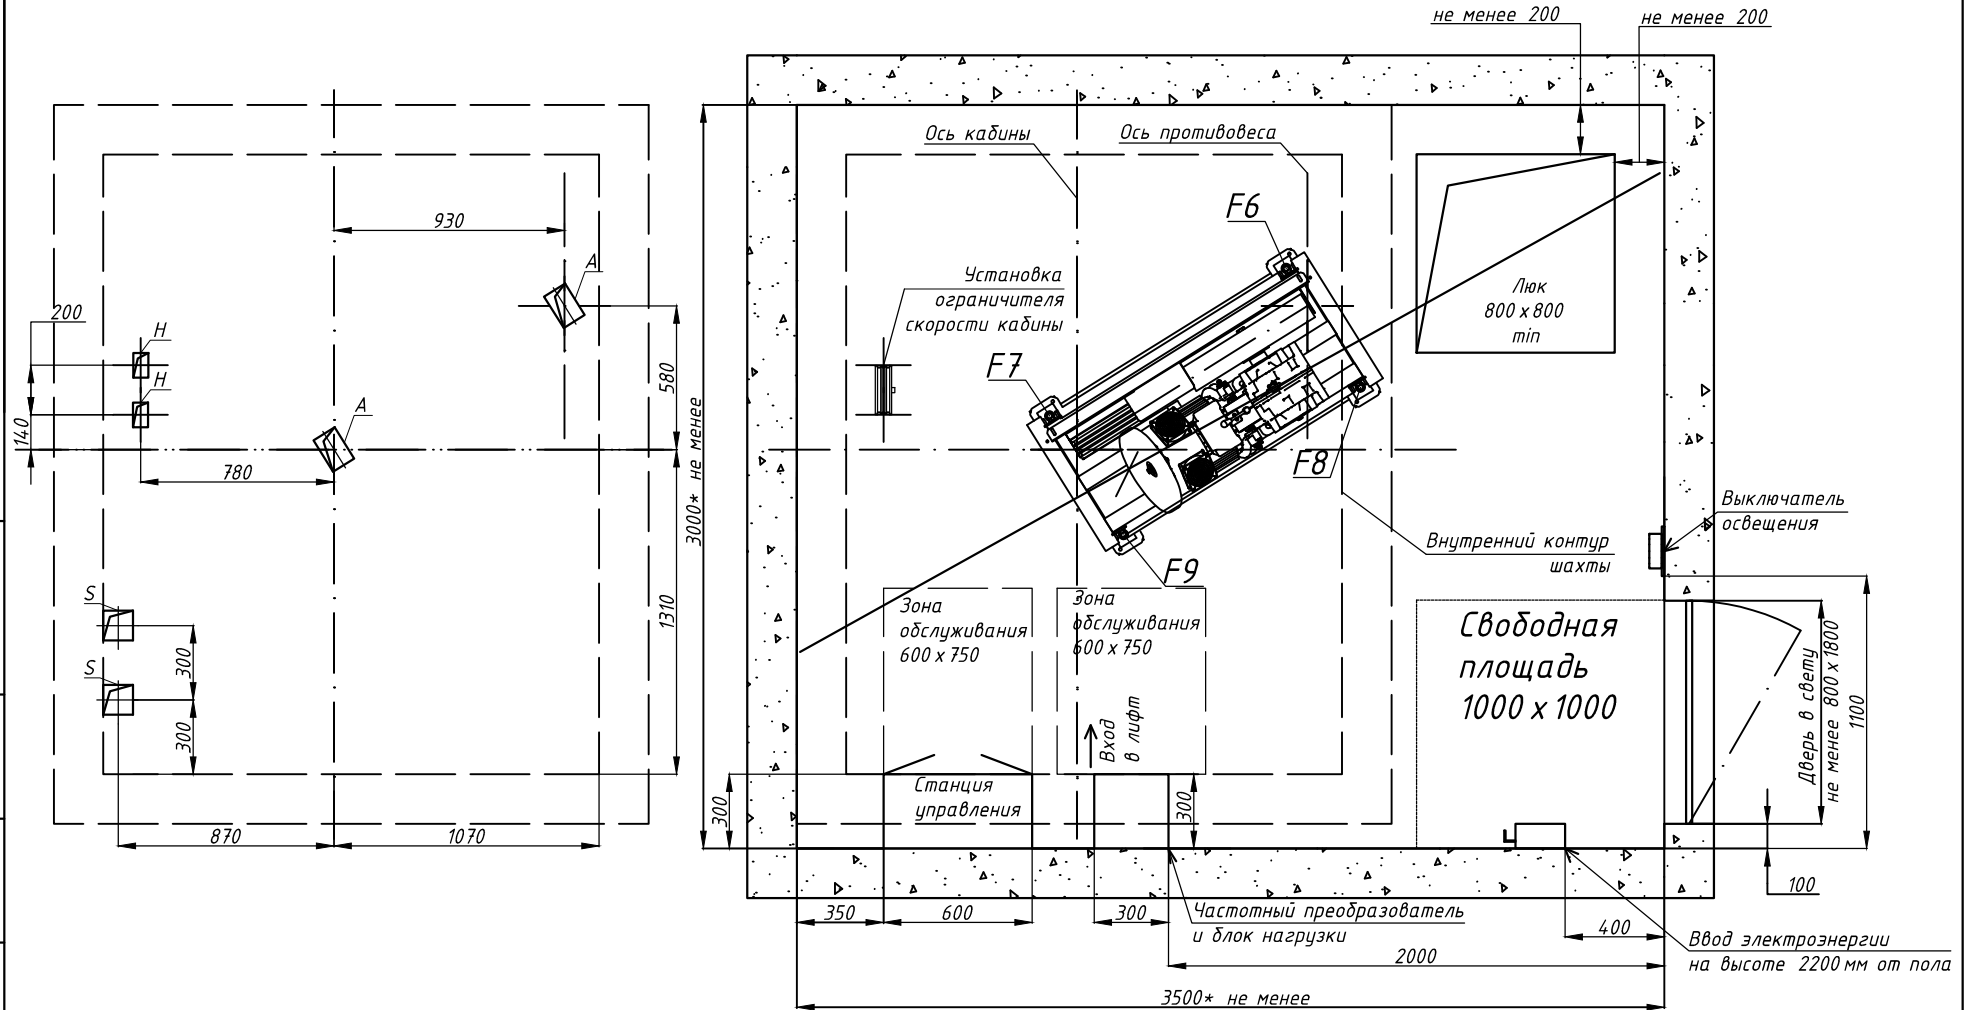 не менее 200
не менее 200
Ось кабины
Ось противовеса
930
A
F6
Установка
ограничителя
скорости кабины
Люк
800 x 800
min
200
H
H
580
F7
140
A
3000* не менее
780
F8
Выключатель
освещения
Внутренний контур
шахты
F9
S
Зона
обслуживания
600 x 750
Зона
обслуживания
600 x 750
Свободная
площадь
1000 x 1000
1310
300
S
Дверь в свету
не менее 800 x 1800
1100
300
Вход
в лифт
Станция
управления
300
300
870
1070
100
350
600
300
Частотный преобразователь
и блок нагрузки
400
Ввод электроэнергии
на высоте 2200 мм от пола
2000
3500* не менее